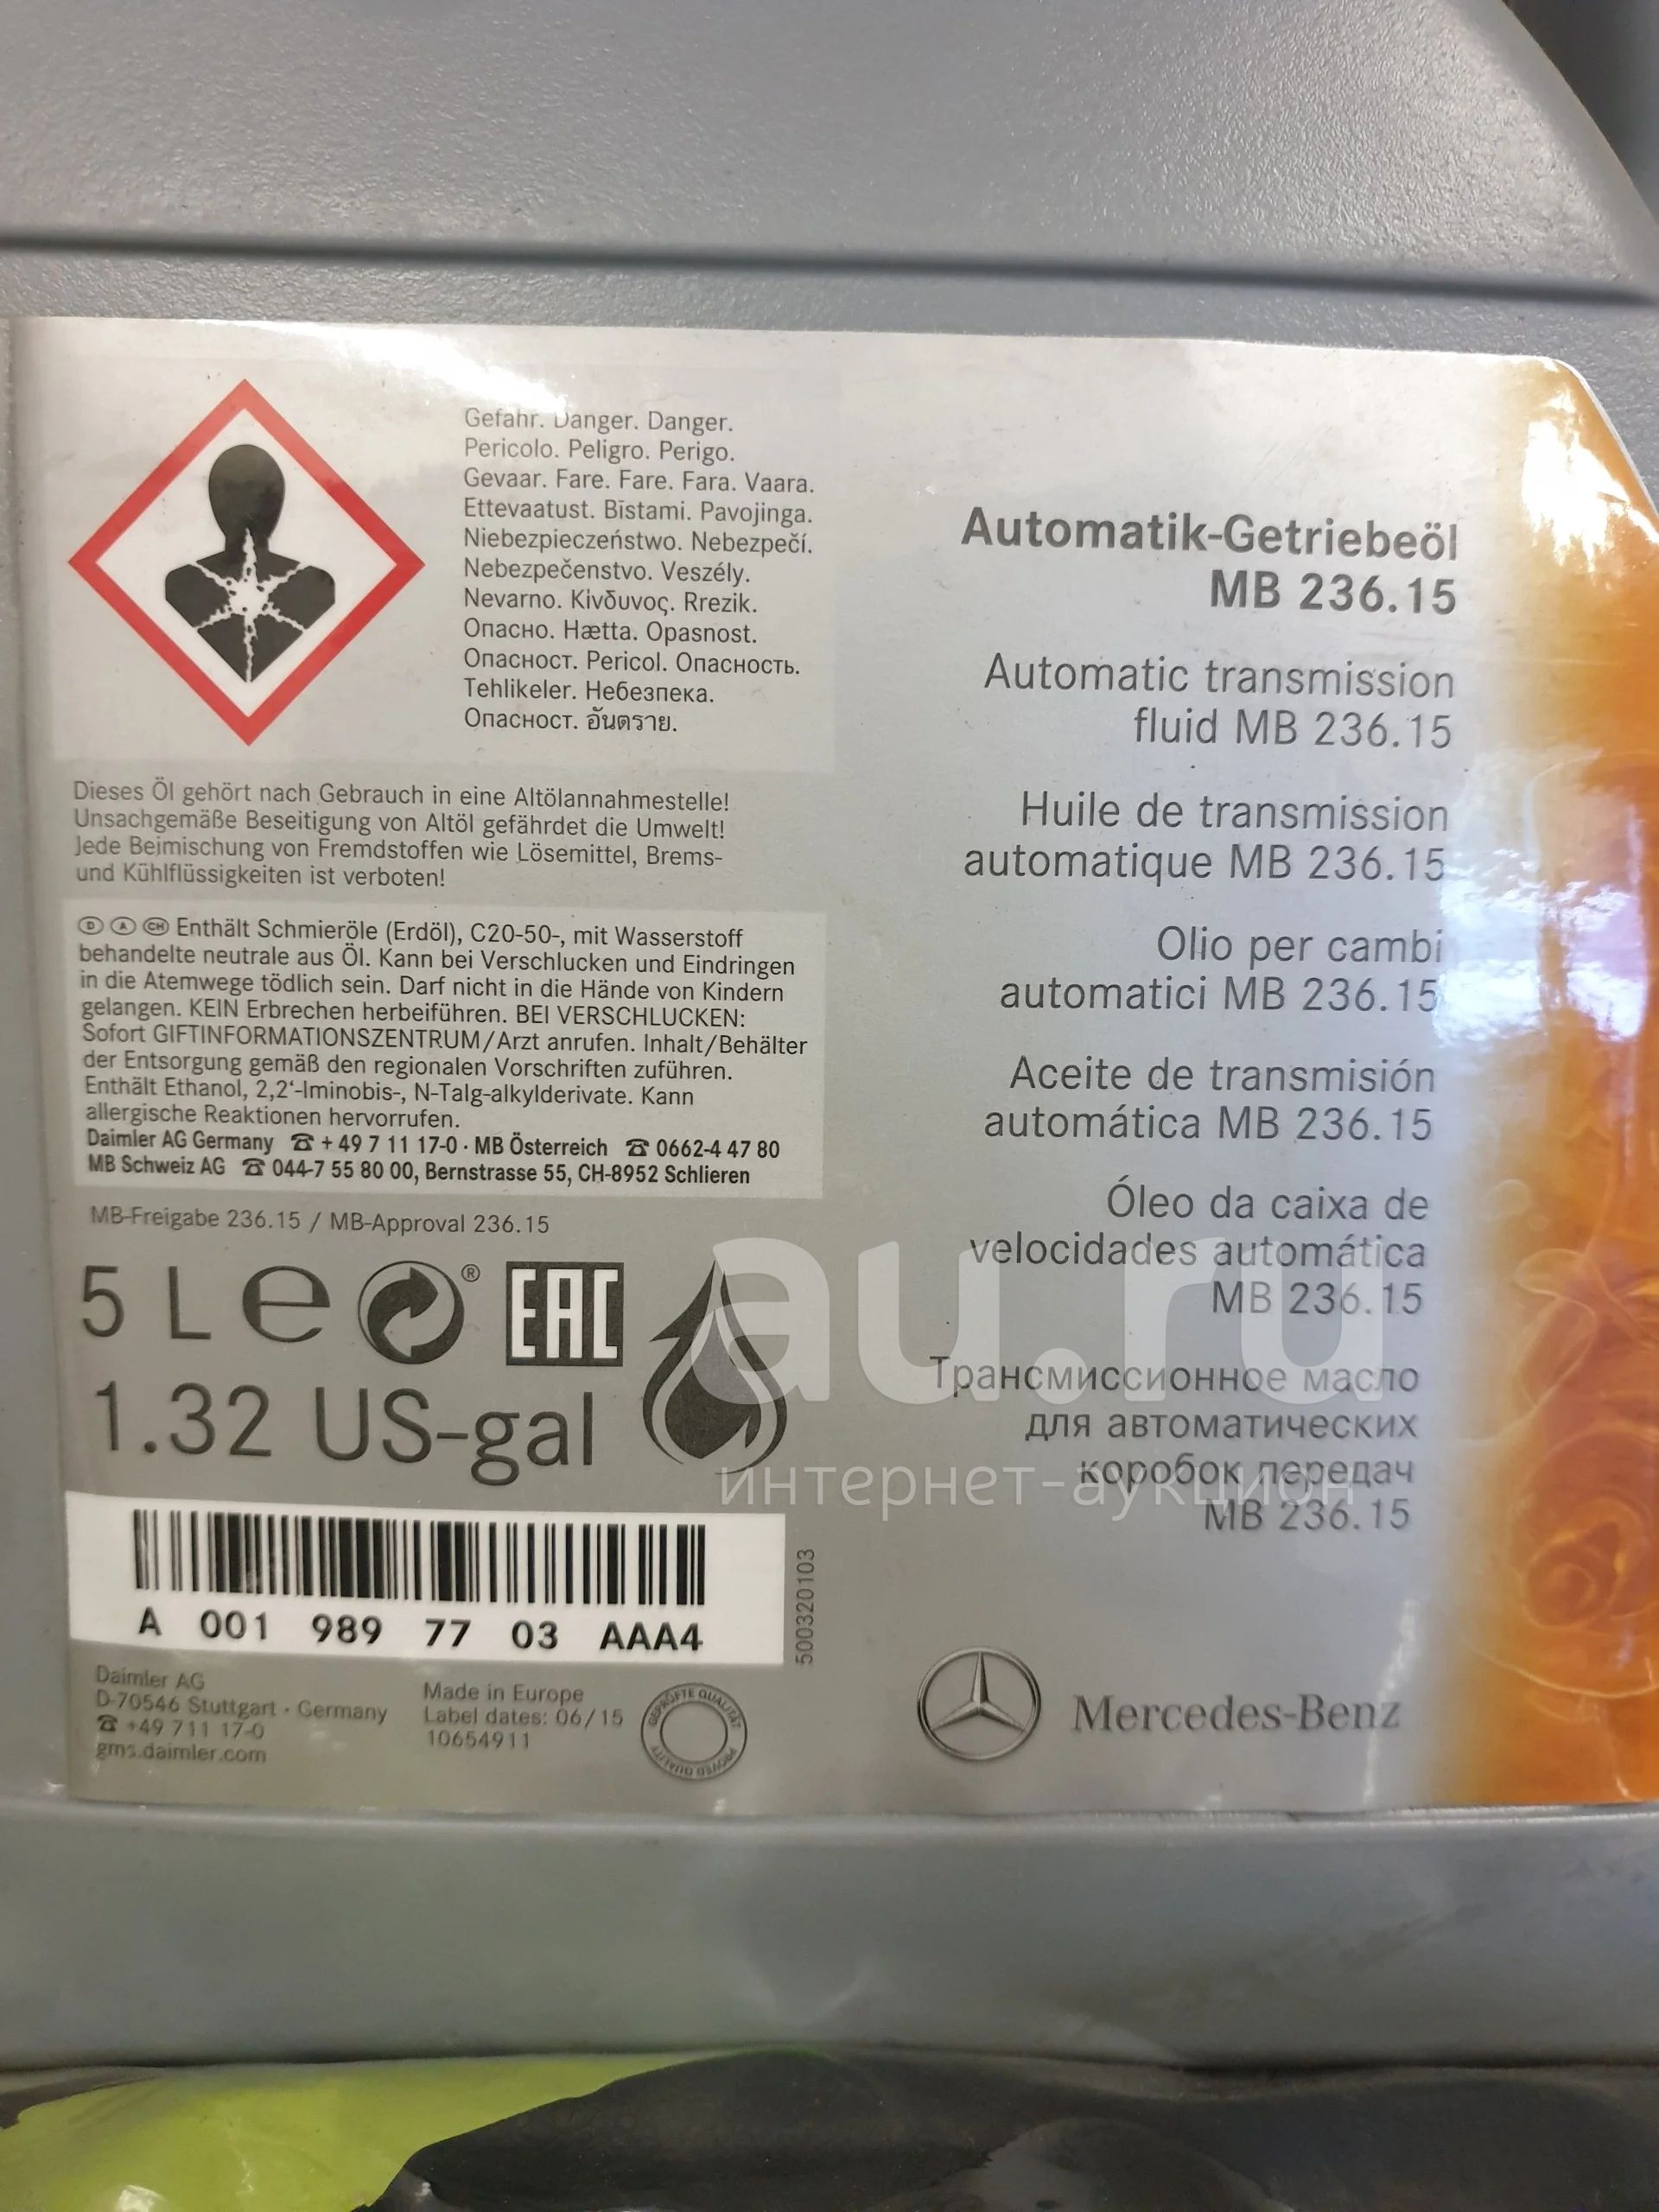 Gefahr. Danger. Danger.
Pericolo. Peligro. Perigo.
Gevaar. Fare. Fare. Fara. Vaara.
Ettevaatust. Bīstami. Pavojinga.
Niebezpieczeństwo. Nebezpečí.
Nebezpečenstvo. Veszély.
Nevarno. Κίνδυνος. Rrezik.
Опасно. Hætta. Opasnost.
Опасност. Pericol. Опасность.
Tehlikeler. Небезпека.
Опасност. อันตราย.
Dieses Öl gehört nach Gebrauch in eine Altölannahmestelle!
Unsachgemäße Beseitigung von Altöl gefährdet die Umwelt!
Jede Beimischung von Fremdstoffen wie Lösemittel, Brems-
und Kühlflüssigkeiten ist verboten!
D A CH Enthält Schmieröle (Erdöl), C20-50-, mit Wasserstoff
behandelte neutrale aus Öl. Kann bei Verschlucken und Eindringen
in die Atemwege tödlich sein. Darf nicht in die Hände von Kindern
gelangen. KEIN Erbrechen herbeiführen. BEI VERSCHLUCKEN:
Sofort GIFTINFORMATIONSZENTRUM/Arzt anrufen. Inhalt/Behälter
der Entsorgung gemäß den regionalen Vorschriften zuführen.
Enthält Ethanol, 2,2‘-Iminobis-, N-Talg-alkylderivate. Kann
allergische Reaktionen hervorrufen.
Daimler AG Germany ☎ + 49 7 11 17-0 · MB Österreich ☎ 0662-4 47 80
MB Schweiz AG ☎ 044-7 55 80 00, Bernstrasse 55, CH-8952 Schlieren
MB-Freigabe 236.15 / MB-Approval 236.15
5 L e ® EAC
1.32 US-gal
A 001 989 77 03 AAA4
500320103
Daimler AG
D-70546 Stuttgart · Germany
☎ +49 7 11 17-0
gms.daimler.com
Made in Europe
Label dates: 06/15
10654911
GEPRÜFTE QUALITÄT
PROVED QUALITY
Automatik-Getriebeöl
MB 236.15
Automatic transmission
fluid MB 236.15
Huile de transmission
automatique MB 236.15
Olio per cambi
automatici MB 236.15
Aceite de transmisión
automática MB 236.15
Óleo da caixa de
velocidades automática
MB 236.15
Трансмиссионное масло
для автоматических
коробок передач
MB 236.15
Mercedes-Benz
au.ru
интернет-аукцион